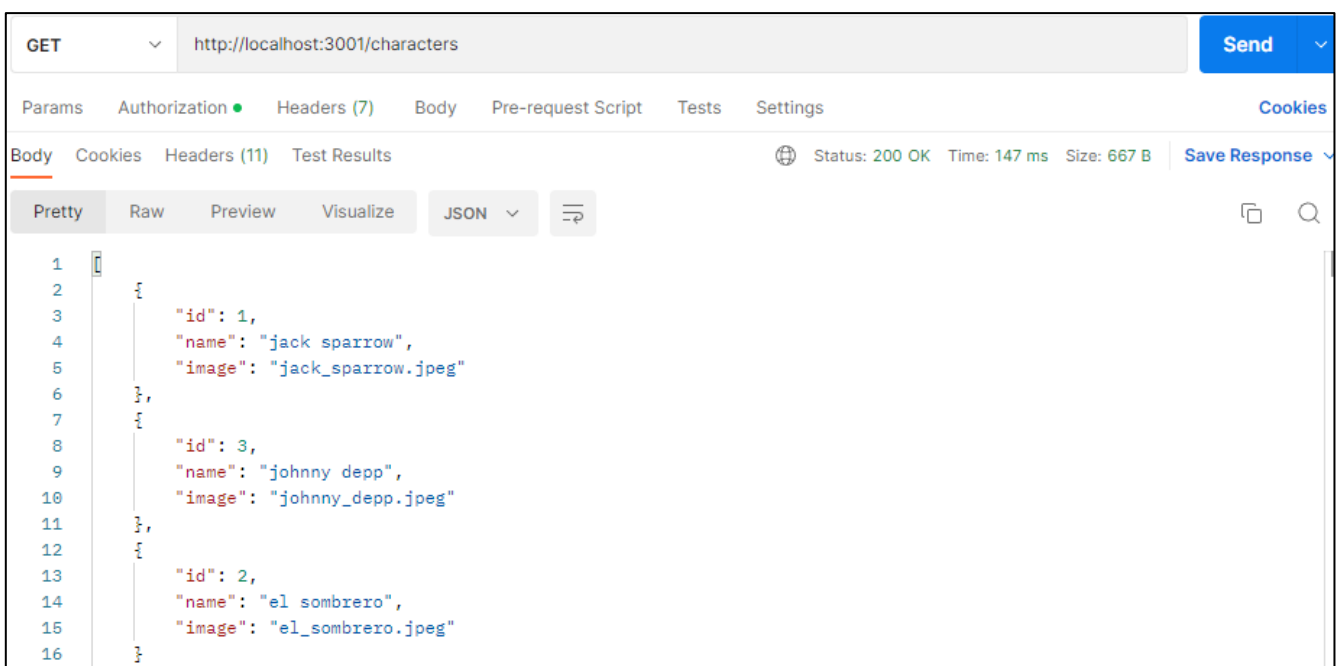 GET http://localhost:3001/characters Send
Params Authorization Headers (7) Body Pre-request Script Tests Settings Cookies
Body Cookies Headers (11) Test Results Status: 200 OK Time: 147 ms Size: 667 B Save Response
Pretty Raw Preview Visualize JSON
1 [
2 {
3 "id": 1,
4 "name": "jack sparrow",
5 "image": "jack_sparrow.jpeg"
6 },
7 {
8 "id": 3,
9 "name": "johnny depp",
10 "image": "johnny_depp.jpeg"
11 },
12 {
13 "id": 2,
14 "name": "el sombrero",
15 "image": "el_sombrero.jpeg"
16 }